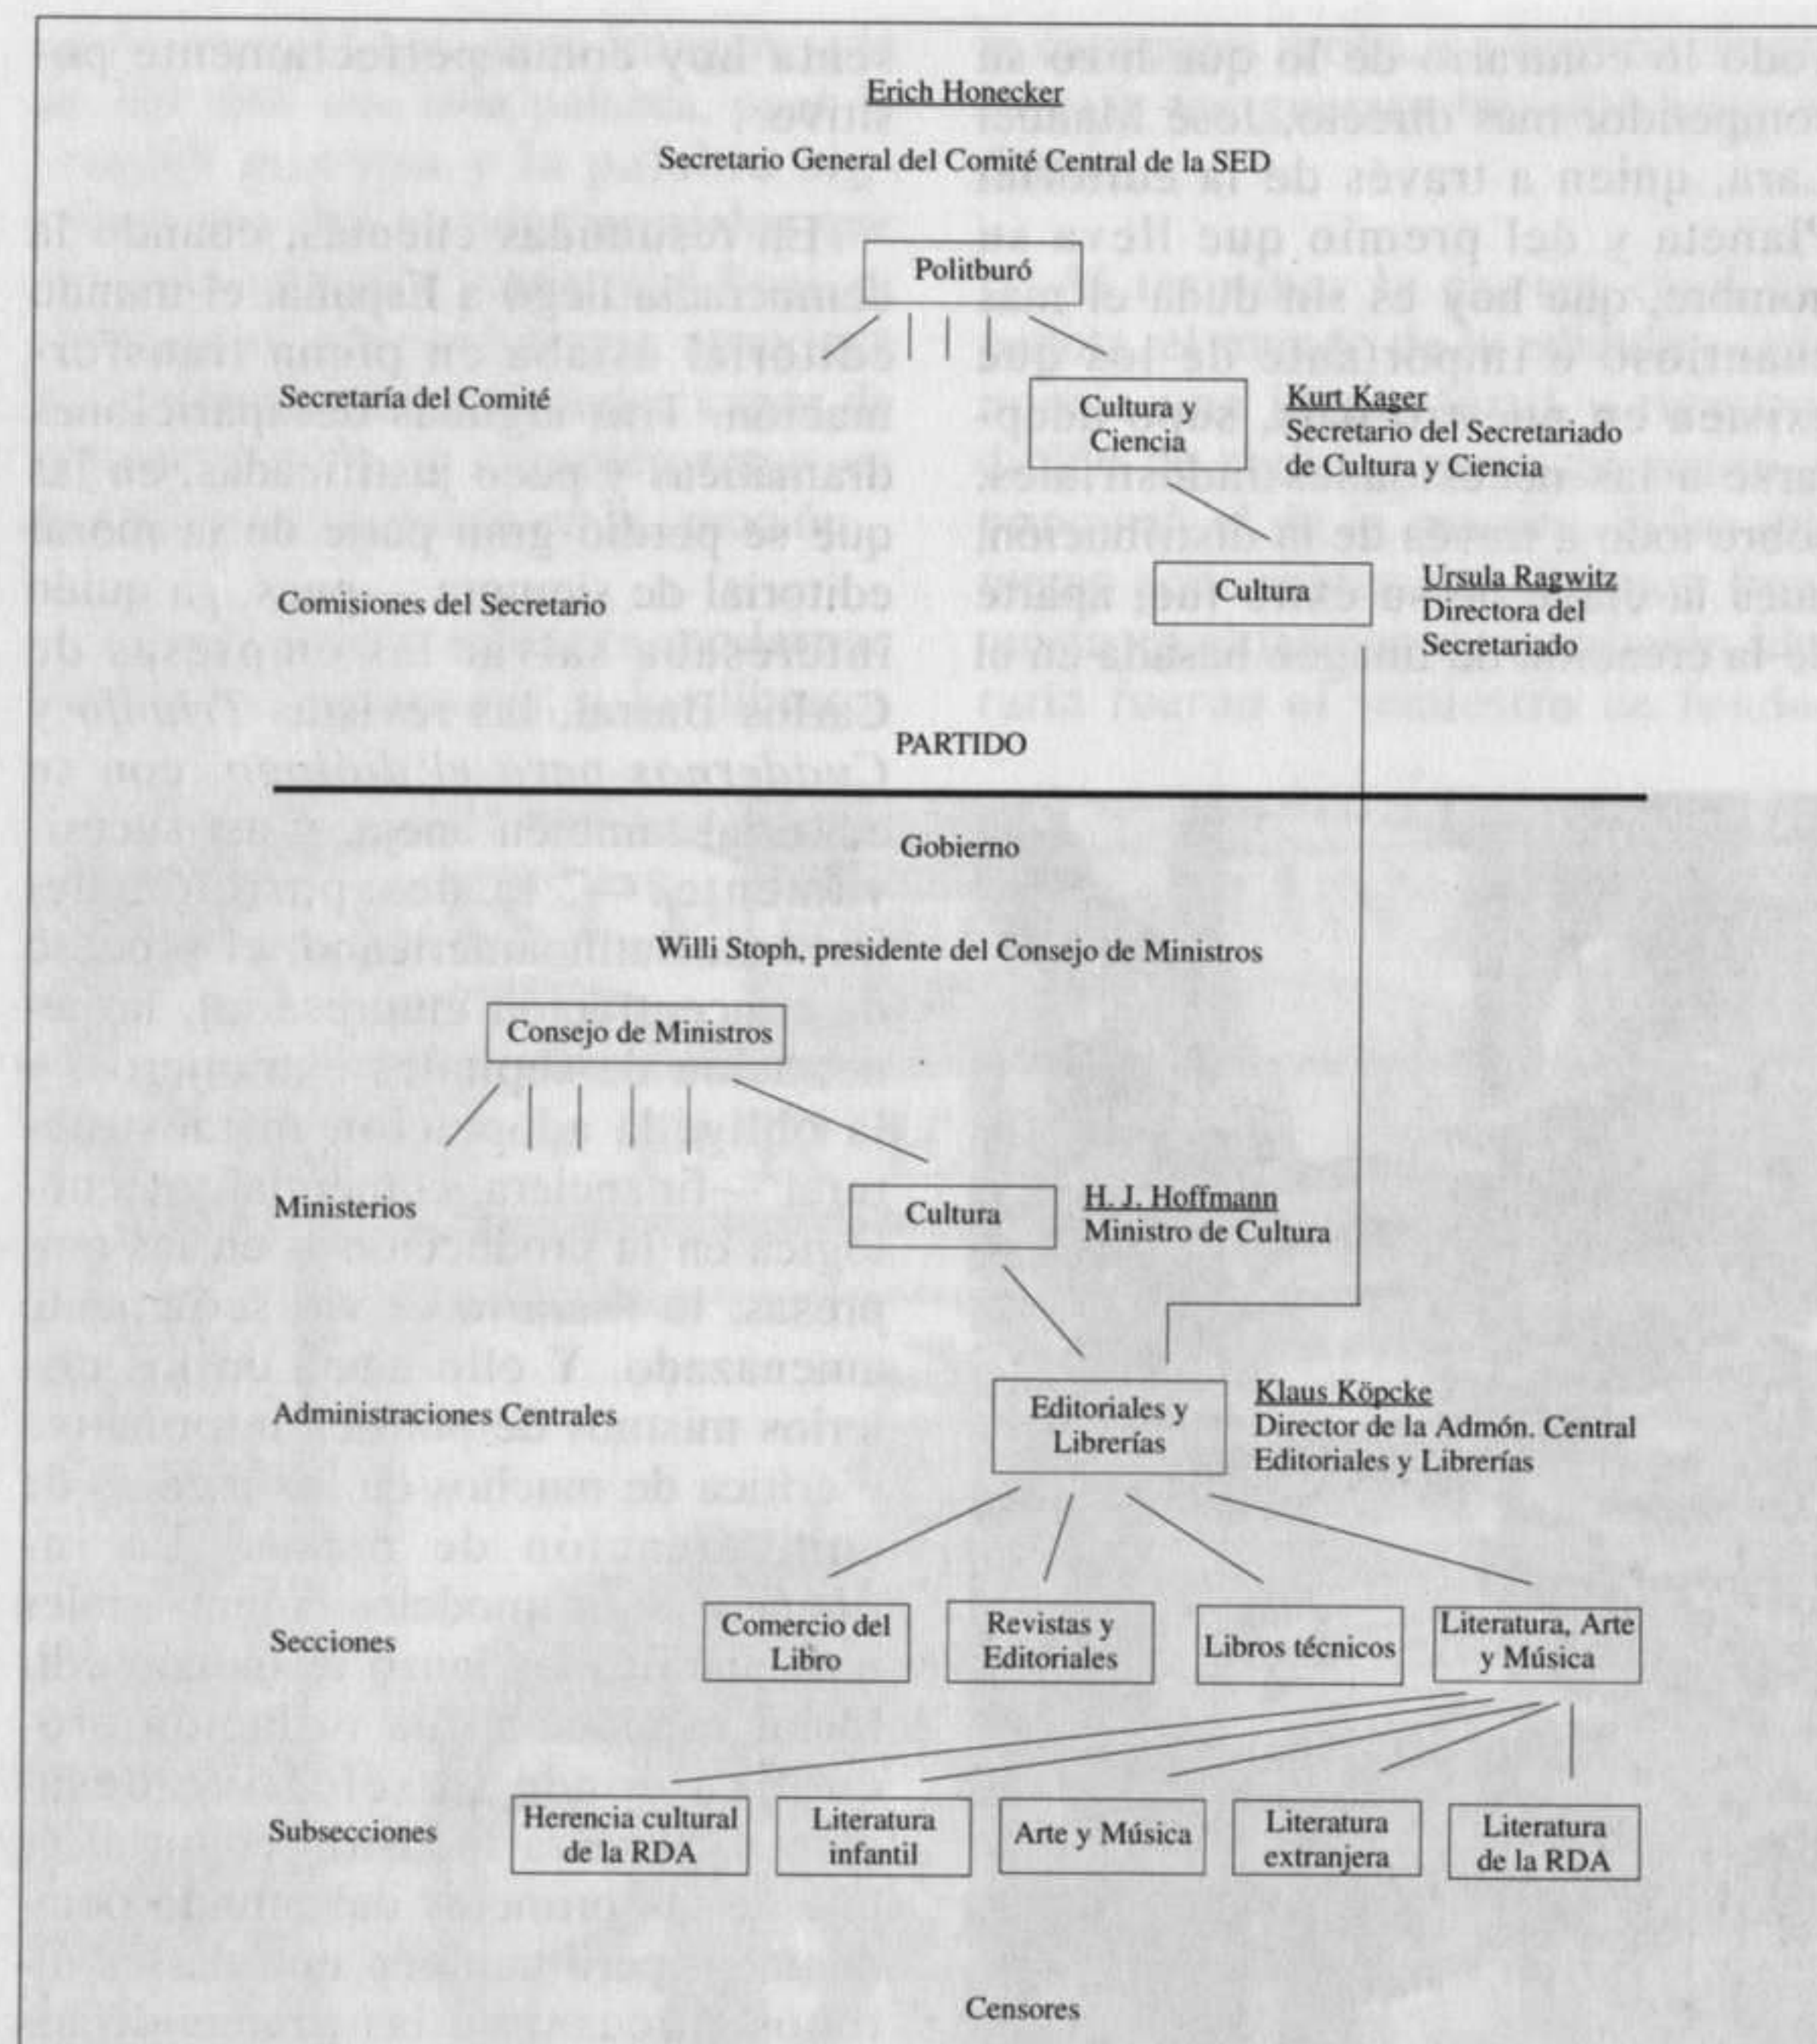 Erich Honecker
Secretario General del Comité Central de la SED
Politburó
Secretaría del Comité
Cultura y
Ciencia
Kurt Kager
Secretario del Secretariado
de Cultura y Ciencia
Comisiones del Secretario
Cultura
Ursula Ragwitz
Directora del
Secretariado
PARTIDO
Gobierno
Willi Stoph, presidente del Consejo de Ministros
Consejo de Ministros
Ministerios
Cultura
H. J. Hoffmann
Ministro de Cultura
Administraciones Centrales
Editoriales y
Librerías
Klaus Köpcke
Director de la Admón. Central
Editoriales y Librerías
Secciones
Comercio del
Libro
Revistas y
Editoriales
Libros técnicos
Literatura, Arte
y Música
Subsecciones
Herencia cultural
de la RDA
Literatura
infantil
Arte y Música
Literatura
extranjera
Literatura
de la RDA
Censores